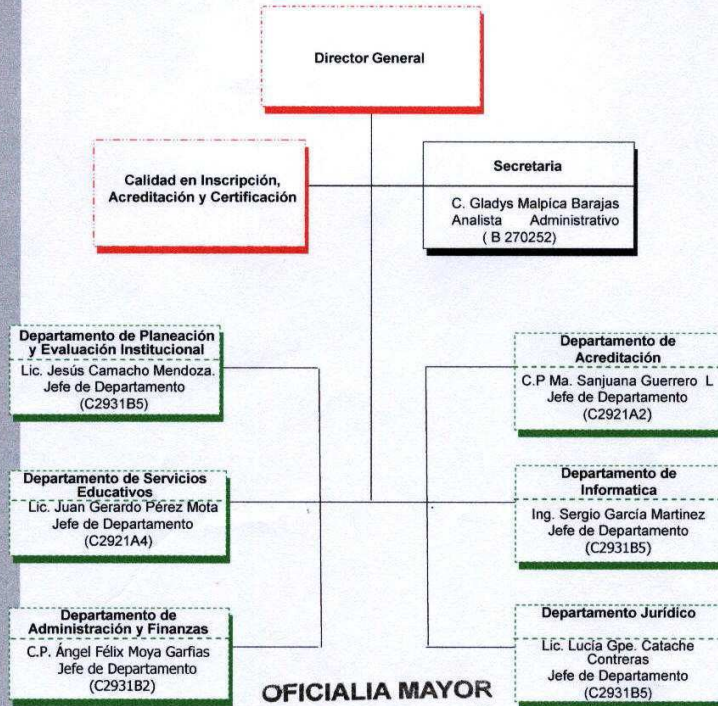 Director General
Calidad en Inscripción,
Acreditación y Certificación
Secretaria
C. Gladys Malpica Barajas
Analista Administrativo
( B 270252)
Departamento de Planeación
y Evaluación Institucional
Lic. Jesús Camacho Mendoza.
Jefe de Departamento
(C2931B5)
Departamento de
Acreditación
C.P Ma. Sanjuana Guerrero L
Jefe de Departamento
(C2921A2)
Departamento de Servicios
Educativos
Lic. Juan Gerardo Pérez Mota
Jefe de Departamento
(C2921A4)
Departamento de
Informatica
Ing. Sergio García Martinez
Jefe de Departamento
(C2931B5)
Departamento de
Administración y Finanzas
C.P. Ángel Félix Moya Garfias
Jefe de Departamento
(C2931B2)
Departamento Jurídico
Lic. Lucía Gpe. Catache
Contreras
Jefe de Departamento
(C2931B5)
OFICIALIA MAYOR